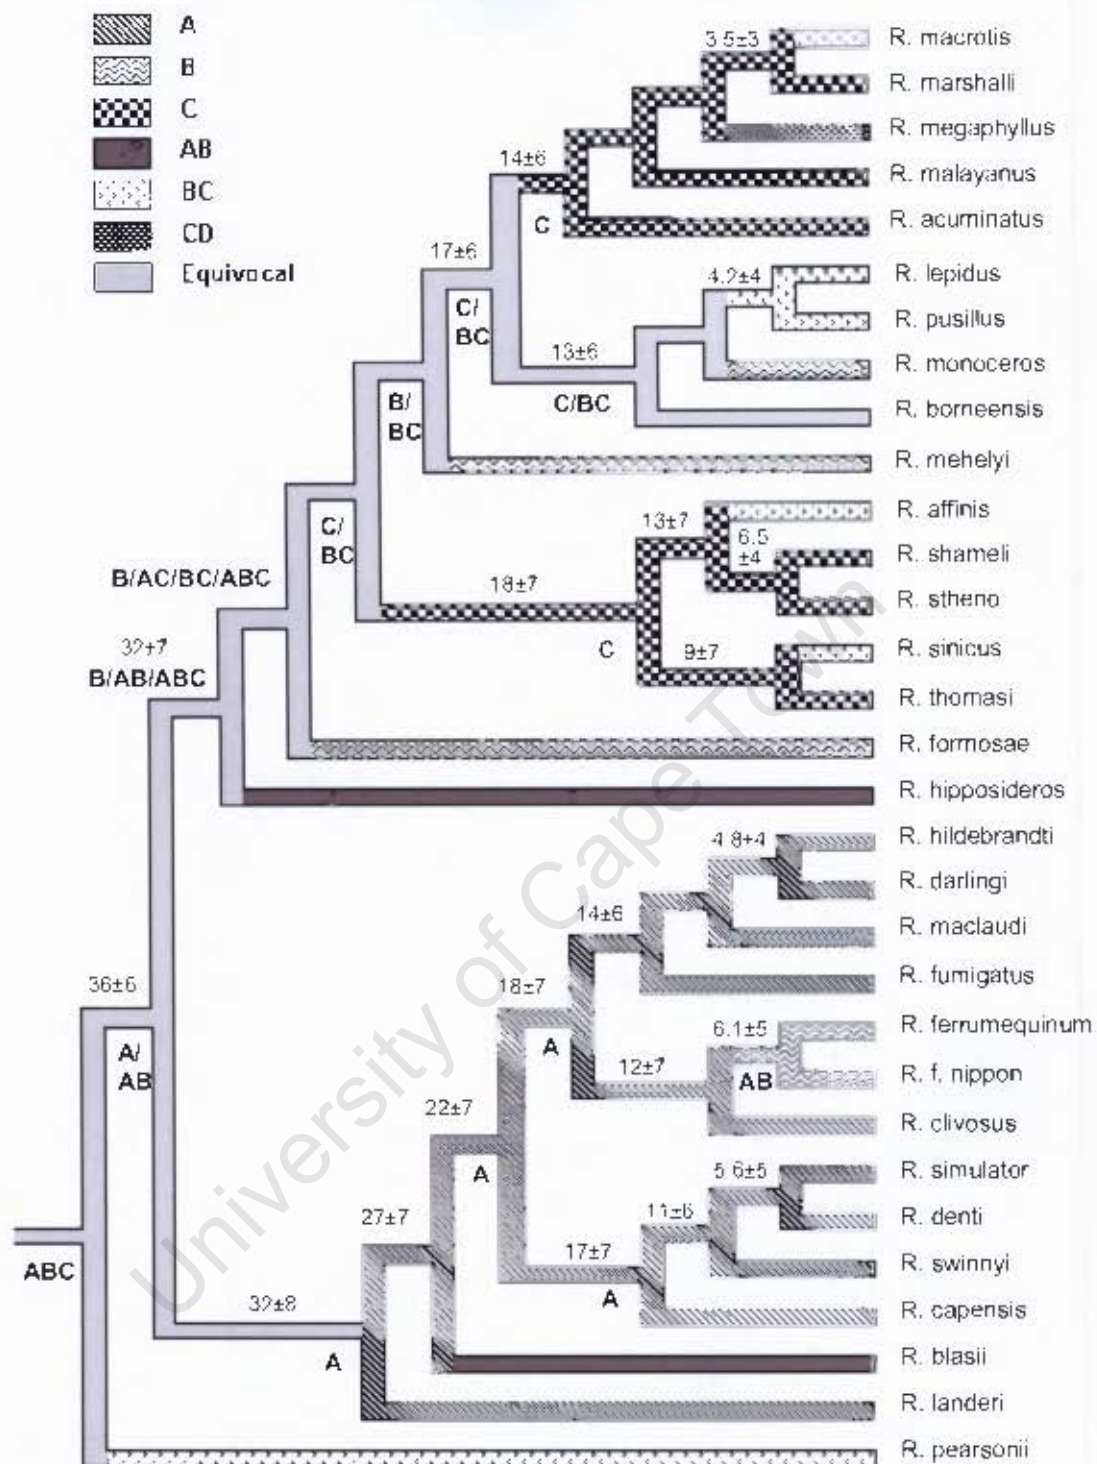 A
B
C
AB
BC
CD
Equivocal
3.5±3
R. macrotis
R. marshalli
R. megaphyllus
R. malayanus
14±6
C
R. acuminatus
17±6
C/
BC
4.2±4
R. lepidus
R. pusillus
13±6
C/BC
R. monoceros
R. borneensis
B/
BC
R. mehelyi
13±7
R. affinis
C/
BC
6.5
±4
R. shameli
B/AC/BC/ABC
18±7
R. stheno
C
9±7
R. sinicus
32±7
B/AB/ABC
R. thomasi
R. formosae
R. hipposideros
4.8+4
R. hildebrandti
R. darlingi
14±6
R. maclaudi
R. fumigatus
36±6
18±7
A/
AB
A
6.1±5
R. ferrumequinum
12±7
AB
R. f. nippon
22±7
R. clivosus
A
5.6±5
R. simulator
27±7
11±6
R. denti
ABC
17±7
A
R. swinnyi
32±8
R. capensis
A
R. blasii
R. landeri
R. pearsonii
University of Cape Town